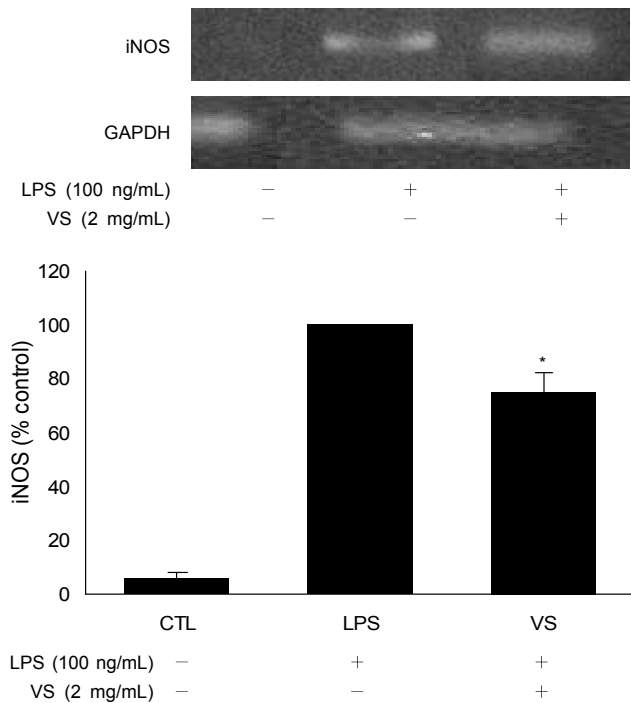 iNOS
GAPDH
LPS (100 ng/mL) − + +
VS (2 mg/mL) − − +
120
100
80
60
40
20
0
iNOS (% control)
*
CTL LPS VS
LPS (100 ng/mL) − + +
VS (2 mg/mL) − − +